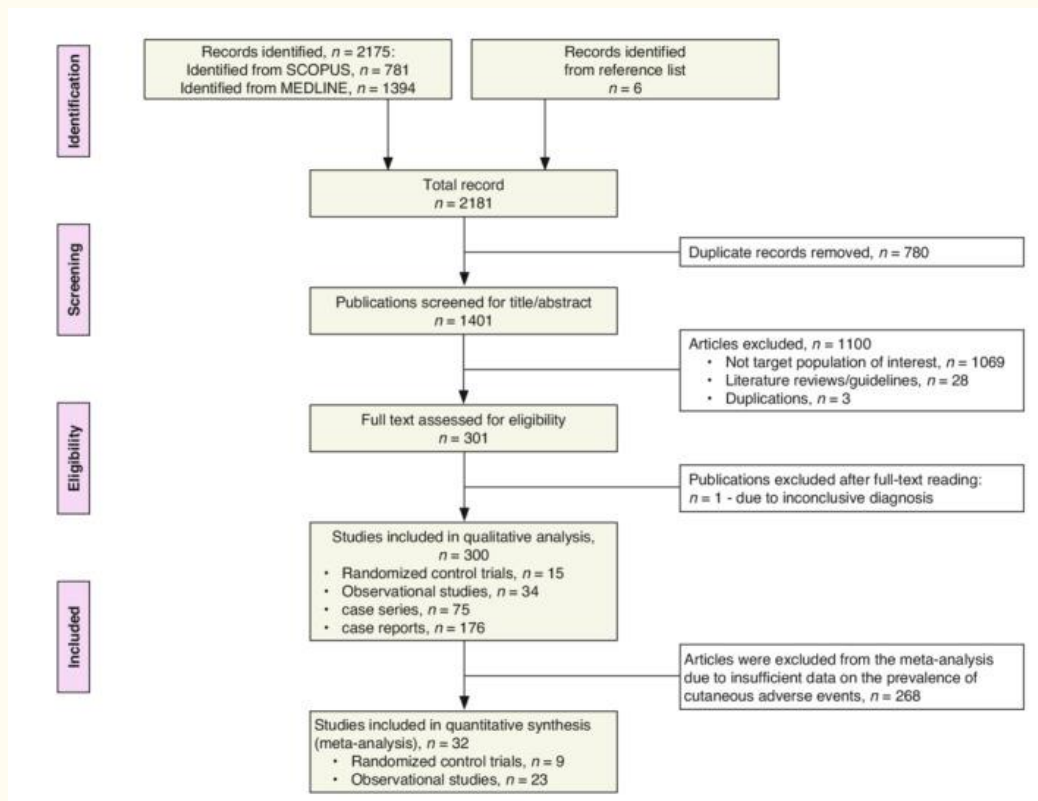 Identification
Records identified, n = 2175:
Identified from SCOPUS, n = 781
Identified from MEDLINE, n = 1394
Records identified
from reference list
n = 6
Total record
n = 2181
Screening
Duplicate records removed, n = 780
Publications screened for title/abstract
n = 1401
Articles excluded, n = 1100
• Not target population of interest, n = 1069
• Literature reviews/guidelines, n = 28
• Duplications, n = 3
Eligibility
Full text assessed for eligibility
n = 301
Publications excluded after full-text reading:
n = 1 - due to inconclusive diagnosis
Studies included in qualitative analysis,
n = 300
• Randomized control trials, n = 15
• Observational studies, n = 34
• case series, n = 75
• case reports, n = 176
Included
Articles were excluded from the meta-analysis
due to insufficient data on the prevalence of
cutaneous adverse events, n = 268
Studies included in quantitative synthesis
(meta-analysis), n = 32
• Randomized control trials, n = 9
• Observational studies, n = 23